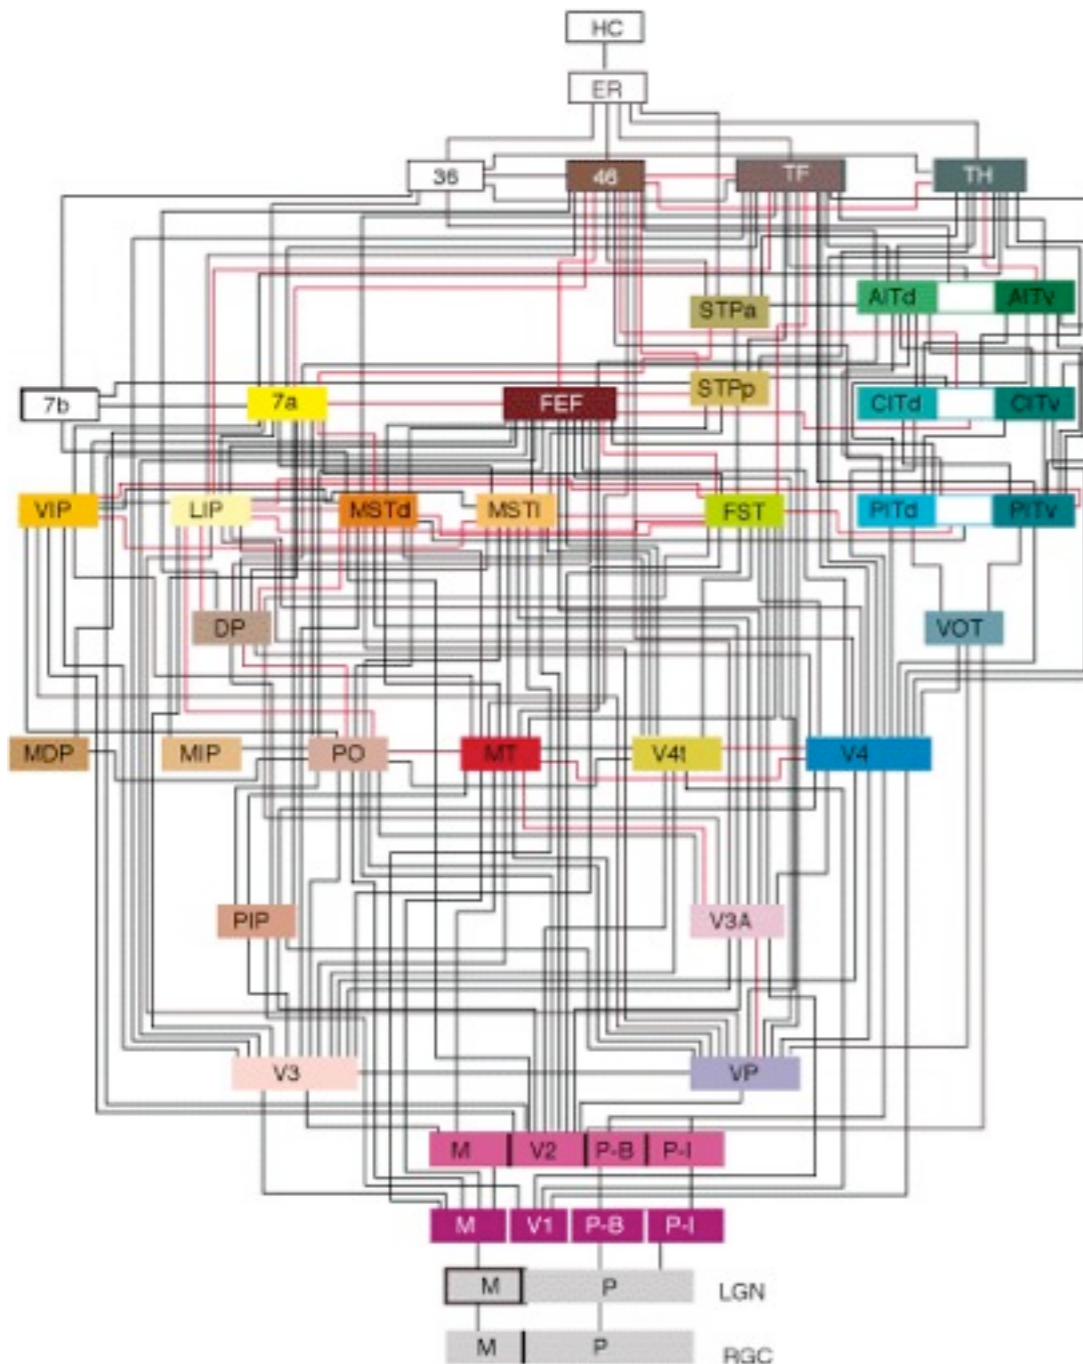 HC
ER
36 46 TF TH
STPa AITd AITv
7b 7a FEF STPp CITd CITv
VIP LIP MSTd MSTl FST PITd PITv
DP VOT
MDP MIP PO MT V4t V4
PIP V3A
V3 VP
M V2 P-B P-I
M V1 P-B P-I
M P LGN
M P RGC